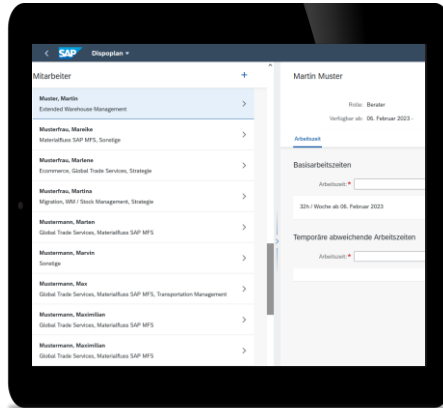 SAP Dispoplan
Mitarbeiter +
Muster, Martin
Extended Warehouse Management
Musterfrau, Mareike
Materialfluss SAP MFS, Sonstige
Musterfrau, Marlene
Ecommerce, Global Trade Services, Strategie
Musterfrau, Martina
Migration, WM / Stock Management, Strategie
Mustermann, Marten
Global Trade Services, Materialfluss SAP MFS
Mustermann, Marvin
Sonstige
Mustermann, Max
Global Trade Services, Materialfluss SAP MFS, Transportation Management
Mustermann, Maximilian
Global Trade Services, Materialfluss SAP MFS
Mustermann, Maximilian
Global Trade Services, Materialfluss SAP MFS
Martin Muster
Rolle: Berater
Verfügbar ab: 06. Februar 2023 -
Arbeitszeit
Basisarbeitszeiten
Arbeitszeit: *
32h / Woche ab 06. Februar 2023
Temporäre abweichende Arbeitszeiten
Arbeitszeit: *